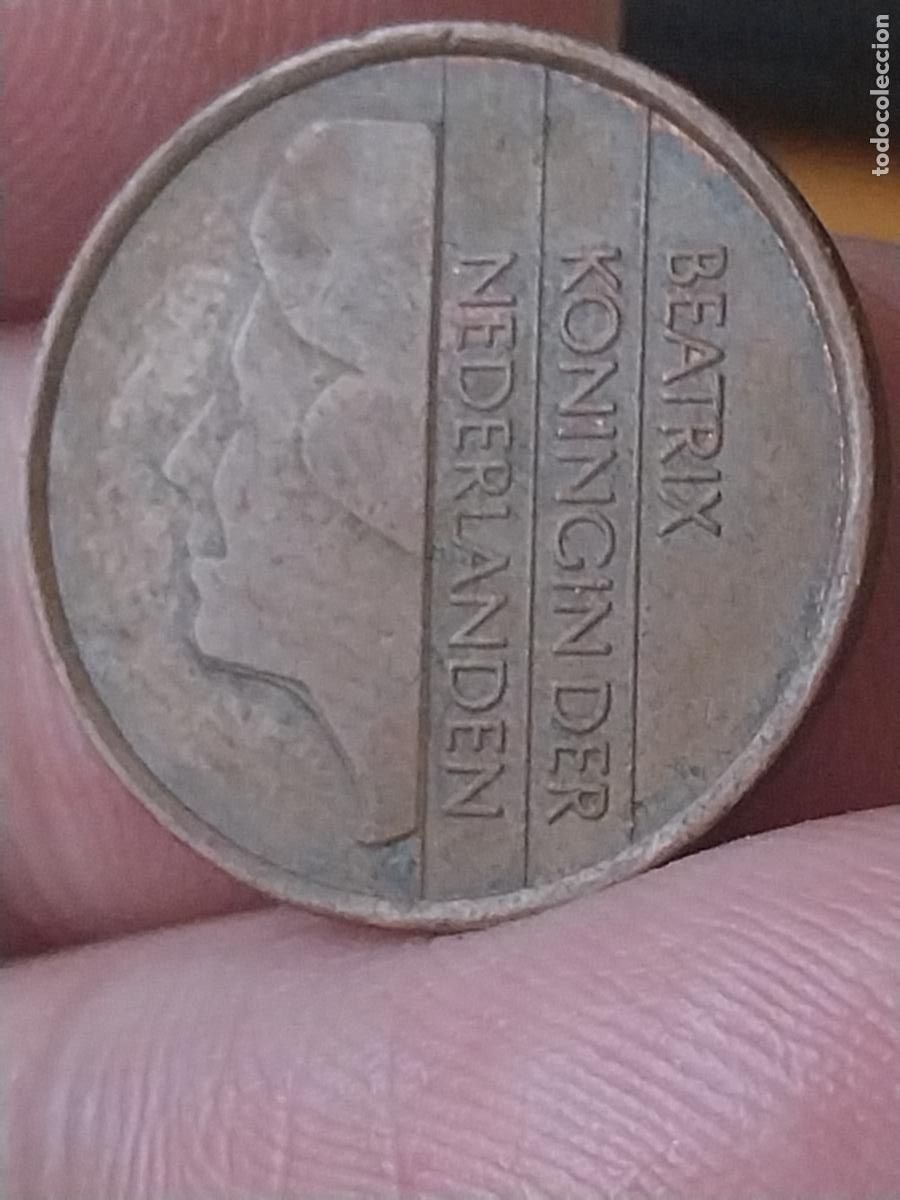 BEATRIX
KONINGIN DER
NEDERLANDEN
todocoleccion